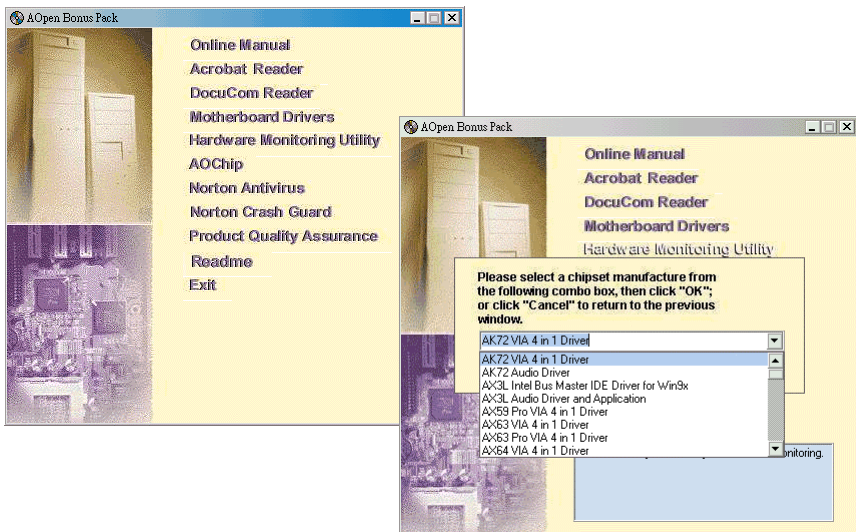 AOpen Bonus Pack
Online Manual
Acrobat Reader
DocuCom Reader
Motherboard Drivers
Hardware Monitoring Utility
AOChip
Norton Antivirus
Norton Crash Guard
Product Quality Assurance
Readme
Exit
AOpen Bonus Pack
Online Manual
Acrobat Reader
DocuCom Reader
Motherboard Drivers
Hardware Monitoring Utility
Please select a chipset manufacture from
the following combo box, then click "OK";
or click "Cancel" to return to the previous
window.
AK72 VIA 4 in 1 Driver
AK72 VIA 4 in 1 Driver
AK72 Audio Driver
AX3L Intel Bus Master IDE Driver for Win9x
AX3L Audio Driver and Application
AX59 Pro VIA 4 in 1 Driver
AX63 VIA 4 in 1 Driver
AX63 Pro VIA 4 in 1 Driver
AX64 VIA 4 in 1 Driver